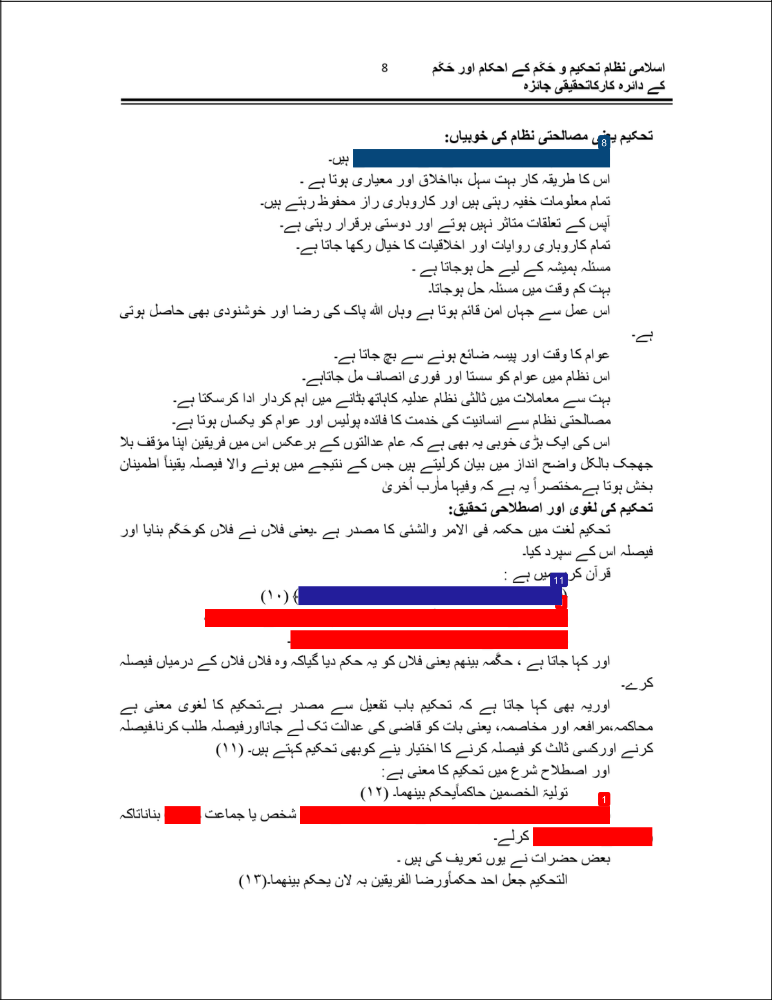 اسلامی نظام تحکیم و حَکَم کے احکام اور حَکَم 8
کے دائرہ کارکاتحقیقی جائزہ
تحکیم یعنی مصالحتی نظام کی خوبیاں:
8
ہیں۔
اس کا طریقہ کار بہت سہل ،بااخلاق اور معیاری ہوتا ہے ۔
تمام معلومات خفیہ رہتی ہیں اور کاروباری راز محفوظ رہتے ہیں۔
آپس کے تعلقات متاثر نہیں ہوتے اور دوستی برقرار رہتی ہے۔
تمام کاروباری روایات اور اخلاقیات کا خیال رکھا جاتا ہے۔
مسئلہ ہمیشہ کے لیے حل ہوجاتا ہے ۔
بہت کم وقت میں مسئلہ حل ہوجاتا۔
اس عمل سے جہاں امن قائم ہوتا ہے وہاں اللہ پاک کی رضا اور خوشنودی بھی حاصل ہوتی
ہے۔
عوام کا وقت اور پیسہ ضائع ہونے سے بچ جاتا ہے۔
اس نظام میں عوام کو سستا اور فوری انصاف مل جاتاہے۔
بہت سے معاملات میں ثالثی نظام عدلیہ کاہاتھ بٹانے میں اہم کردار ادا کرسکتا ہے۔
مصالحتی نظام سے انسانیت کی خدمت کا فائدہ پولیس اور عوام کو یکساں ہوتا ہے۔
اس کی ایک بڑی خوبی یہ بھی ہے کہ عام عدالتوں کے برعکس اس میں فریقین اپنا مؤقف بلا
جھجک بالکل واضح انداز میں بیان کرلیتے ہیں جس کے نتیجے میں ہونے والا فیصلہ یقیناً اطمینان
بخش ہوتا ہے۔مختصراً یہ ہے کہ وفیہا ماٰرب اُخریٰ
تحکیم کی لغوی اور اصطلاحی تحقیق:
تحکیم لغت میں حکمہ فی الامر والشئی کا مصدر ہے ۔یعنی فلاں نے فلاں کوحَکَم بنایا اور
فیصلہ اس کے سپرد کیا۔
قرآن میں ہے :
11
﴾ (۱۰)
اور کہا جاتا ہے ، حکَّمہ بینھم یعنی فلاں کو یہ حکم دیا گیاکہ وہ فلاں فلاں کے درمیاں فیصلہ
کرے۔
اوریہ بھی کہا جاتا ہے کہ تحکیم باب تفعیل سے مصدر ہے۔تحکیم کا لغوی معنی ہے
محاکمہ،مرافعہ اور مخاصمہ، یعنی بات کو قاضی کی عدالت تک لے جانااورفیصلہ طلب کرنا۔فیصلہ
کرنے اورکسی ثالث کو فیصلہ کرنے کا اختیار ینے کوبھی تحکیم کہتے ہیں۔ (۱۱)
اور اصطلاح شرع میں تحکیم کا معنی ہے:
تولیۃ الخصمین حاکماًیحکم بینھما۔ (۱۲)
1
شخص یا جماعت بناناتاکہ
کرلے۔
بعض حضرات نے یوں تعریف کی ہیں ۔
التحکیم جعل احد حکماًورضا الفریقین بہ لان یحکم بینھما۔(۱۳)